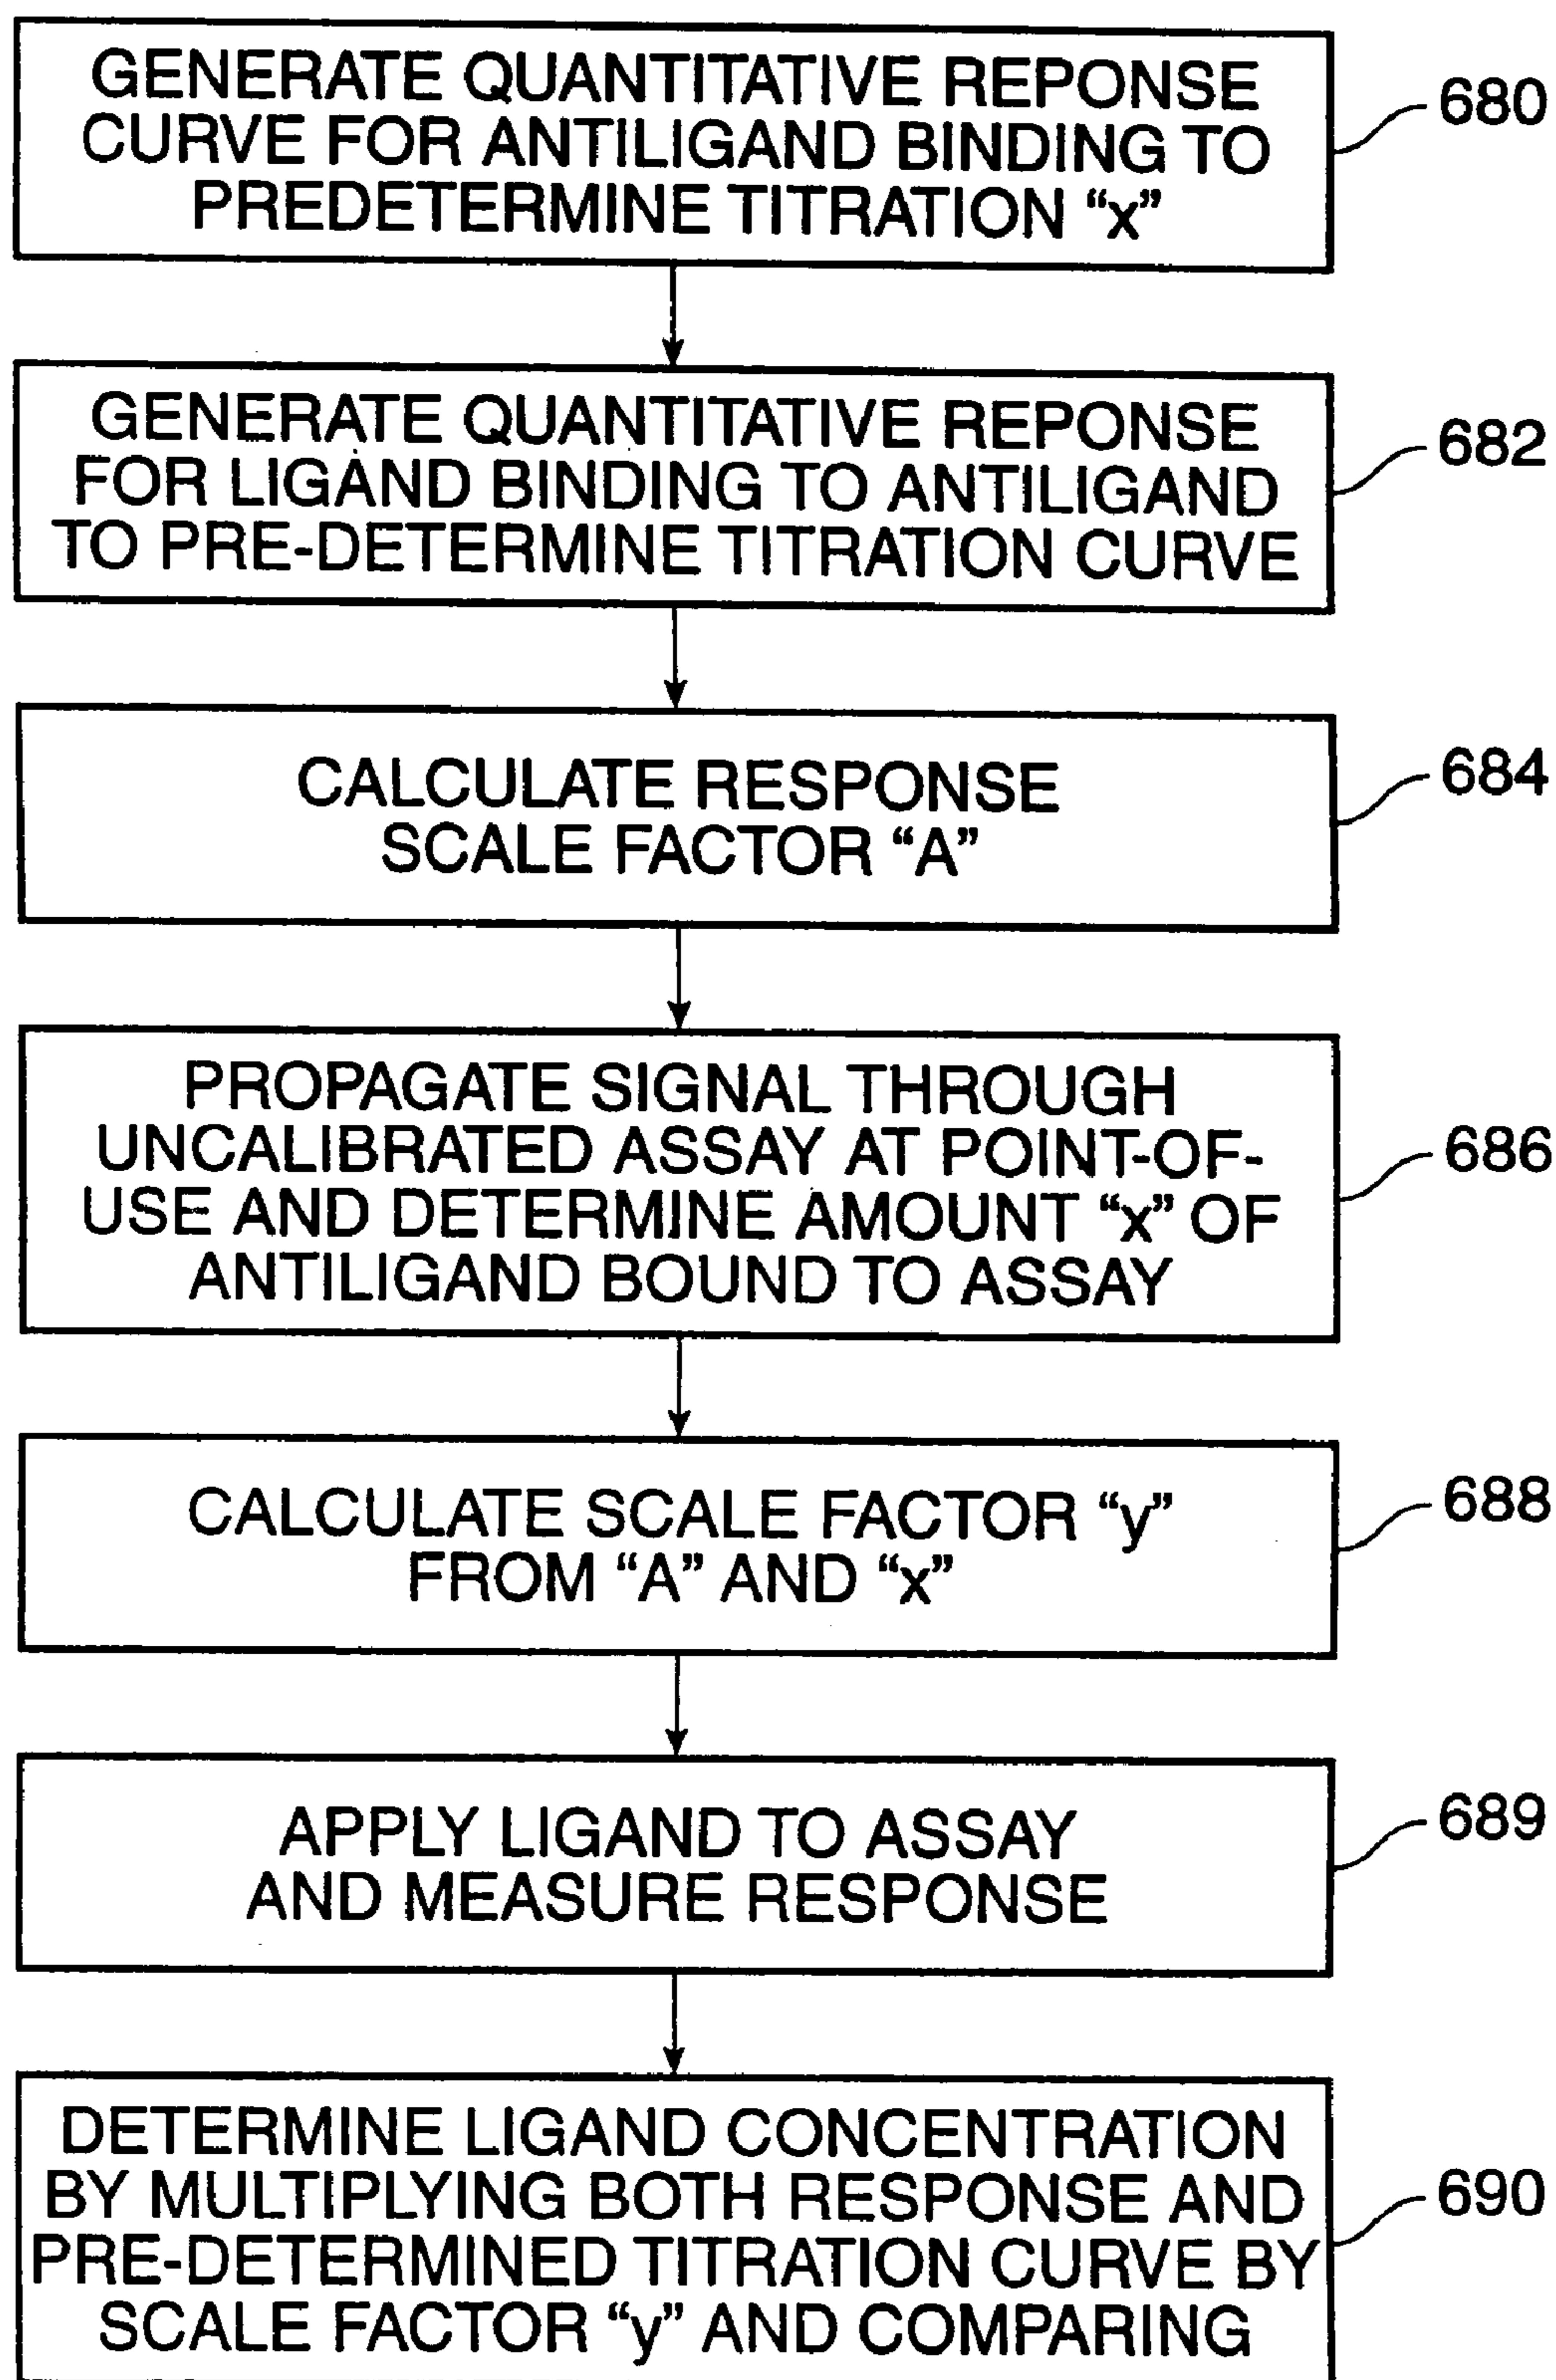 GENERATE QUANTITATIVE REPONSE
CURVE FOR ANTILIGAND BINDING TO
PREDETERMINE TITRATION “x”
680
GENERATE QUANTITATIVE REPONSE
FOR LIGAND BINDING TO ANTILIGAND
TO PRE-DETERMINE TITRATION CURVE
682
CALCULATE RESPONSE
SCALE FACTOR “A”
684
PROPAGATE SIGNAL THROUGH
UNCALIBRATED ASSAY AT POINT-OF-
USE AND DETERMINE AMOUNT “x” OF
ANTILIGAND BOUND TO ASSAY
686
CALCULATE SCALE FACTOR “y”
FROM “A” AND “x”
688
APPLY LIGAND TO ASSAY
AND MEASURE RESPONSE
689
DETERMINE LIGAND CONCENTRATION
BY MULTIPLYING BOTH RESPONSE AND
PRE-DETERMINED TITRATION CURVE BY
SCALE FACTOR “y” AND COMPARING
690